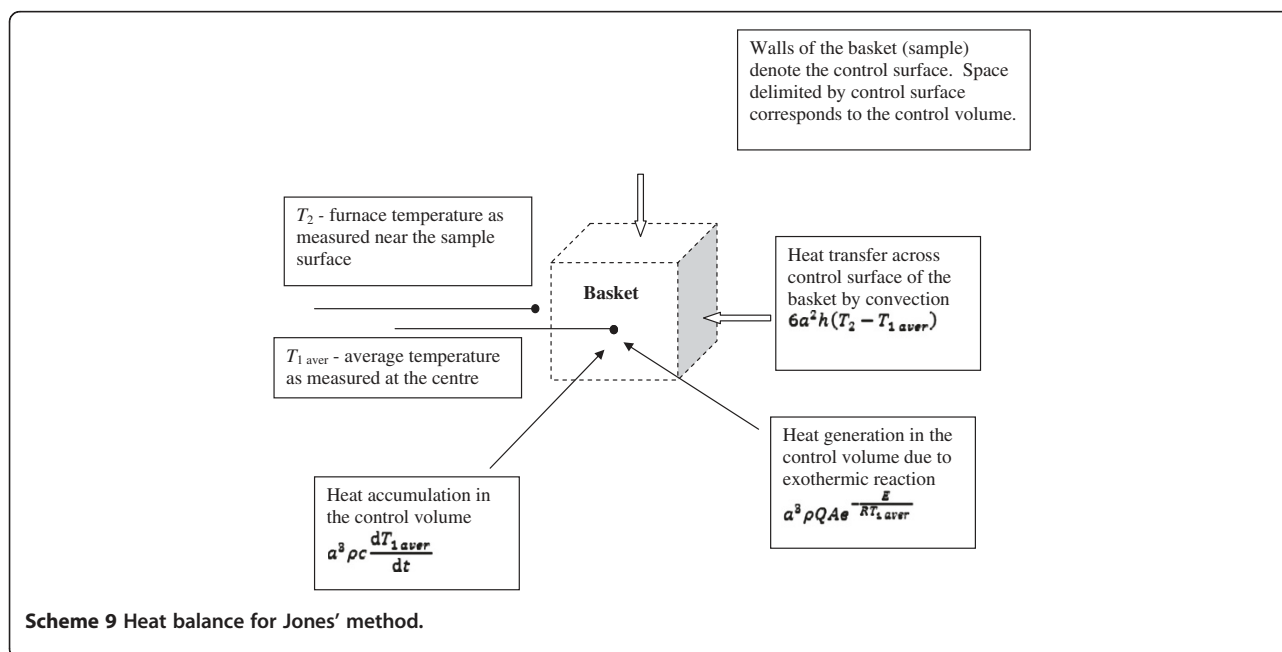 Walls of the basket (sample)
denote the control surface. Space
delimited by control surface
corresponds to the control volume.
T₂ - furnace temperature as
measured near the sample
surface
Basket
Heat transfer across
control surface of the
basket by convection
6a²h(T₂ − T₁ aver)
T₁ aver - average temperature
as measured at the centre
Heat generation in the
control volume due to
exothermic reaction
a³ρQAe^(−E/(RT₁ aver))
Heat accumulation in
the control volume
a³ρc dT₁ aver/dt
Scheme 9 Heat balance for Jones’ method.